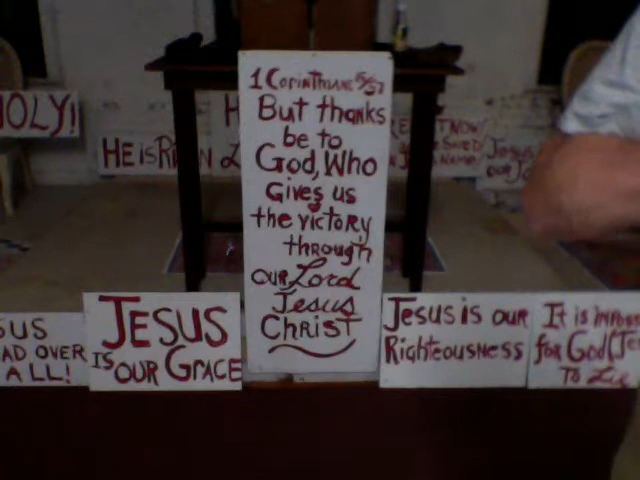 HOLY!
HE is RISEN
1 Corinthians 15/57
But thanks
be to
God, Who
Gives us
the victory
through
our Lord
Jesus
Christ
SUS
AD OVER
ALL!
JESUS
IS OUR GRACE
Jesus is our
Righteousness
It is
for God
To Lie